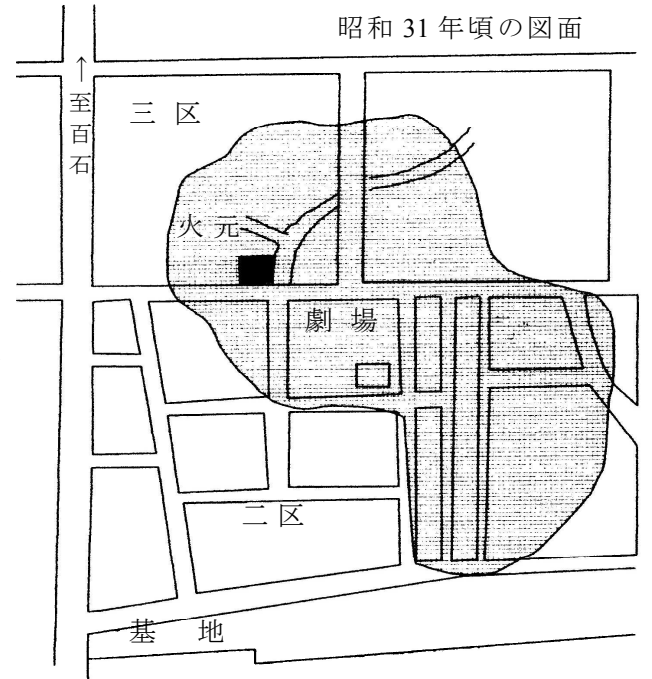 昭和31年頃の図面
↑至百石
三区
火元
劇場
二区
基地